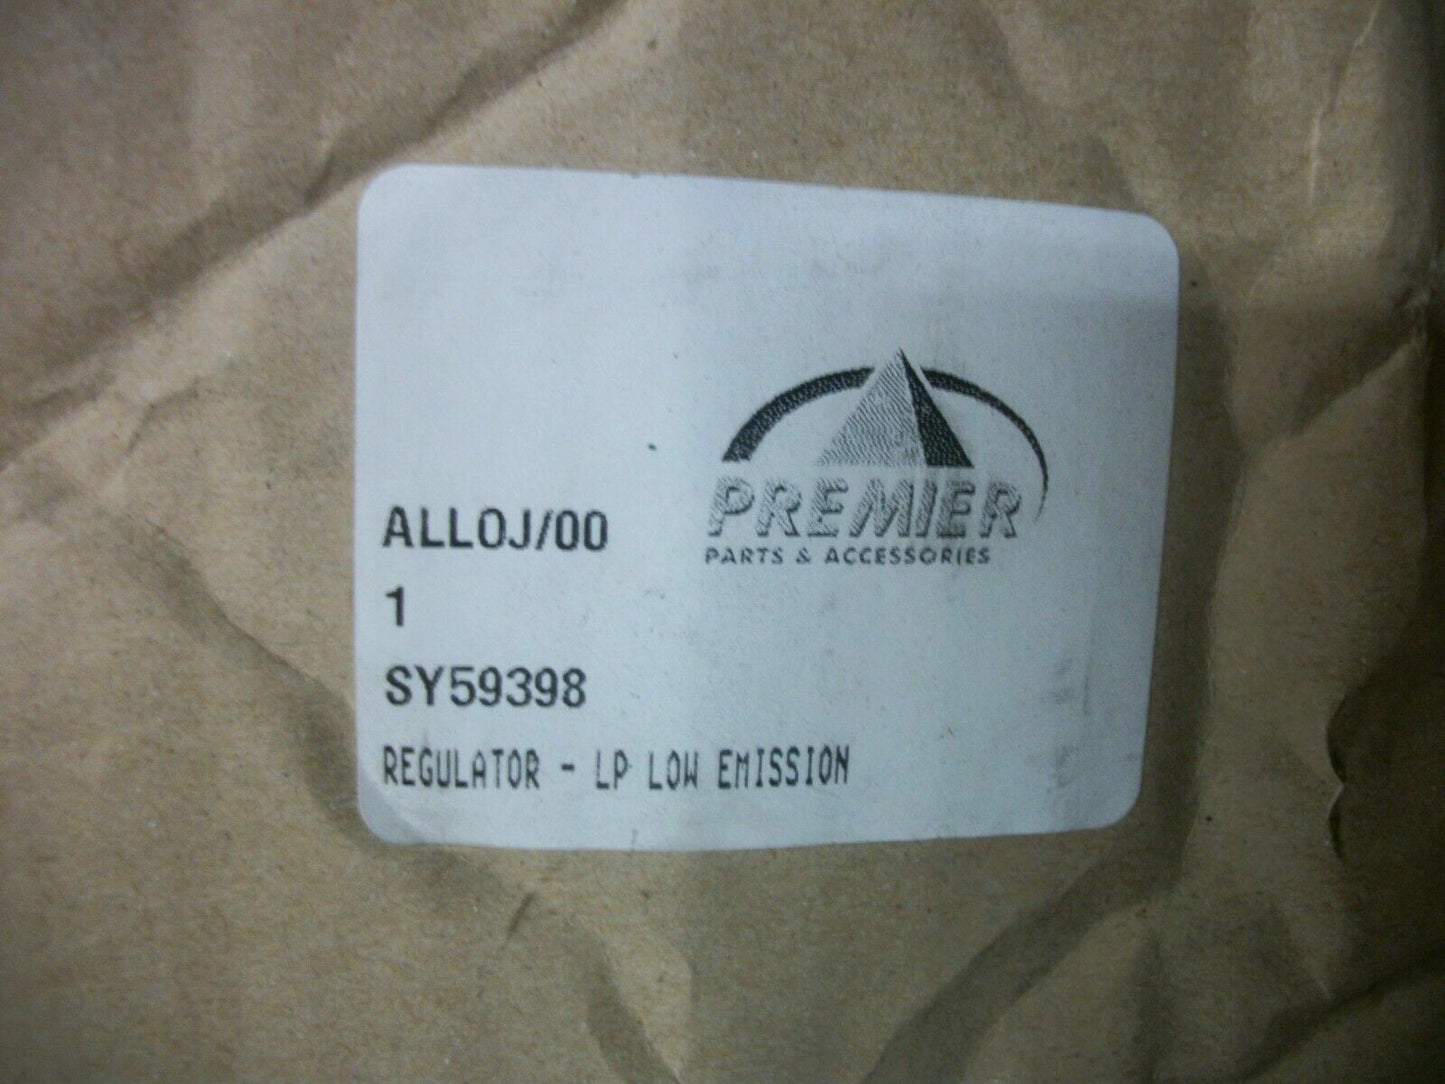 PREMIER
PARTS & ACCESSORIES
ALLOJ/00
1
SY59398
REGULATOR - LP LOW EMISSION